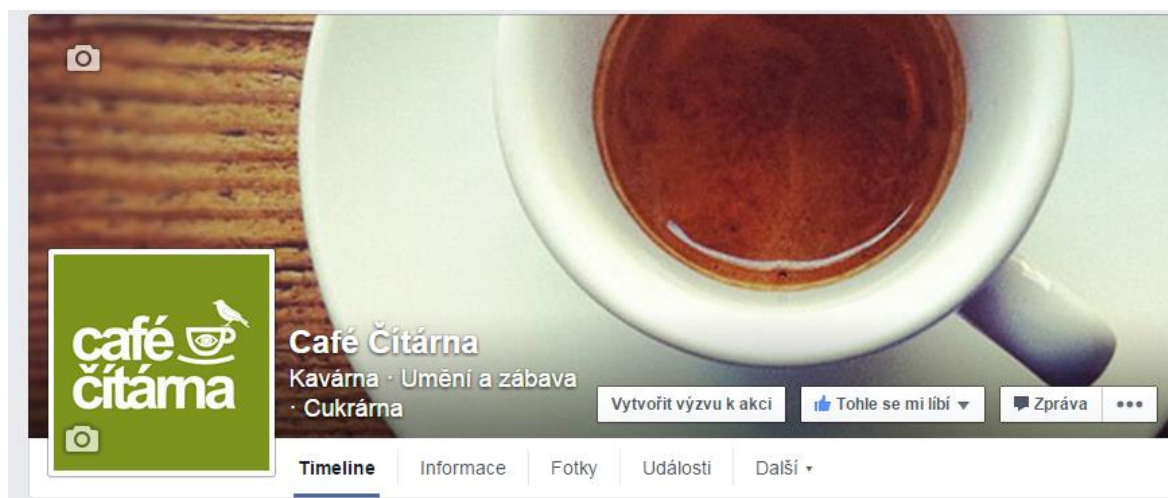 café
čítárna
Café Čítárna
Kavárna · Umění a zábava
· Cukrárna
Vytvořit výzvu k akci
Tohle se mi líbí
Zpráva
Timeline
Informace
Fotky
Události
Další